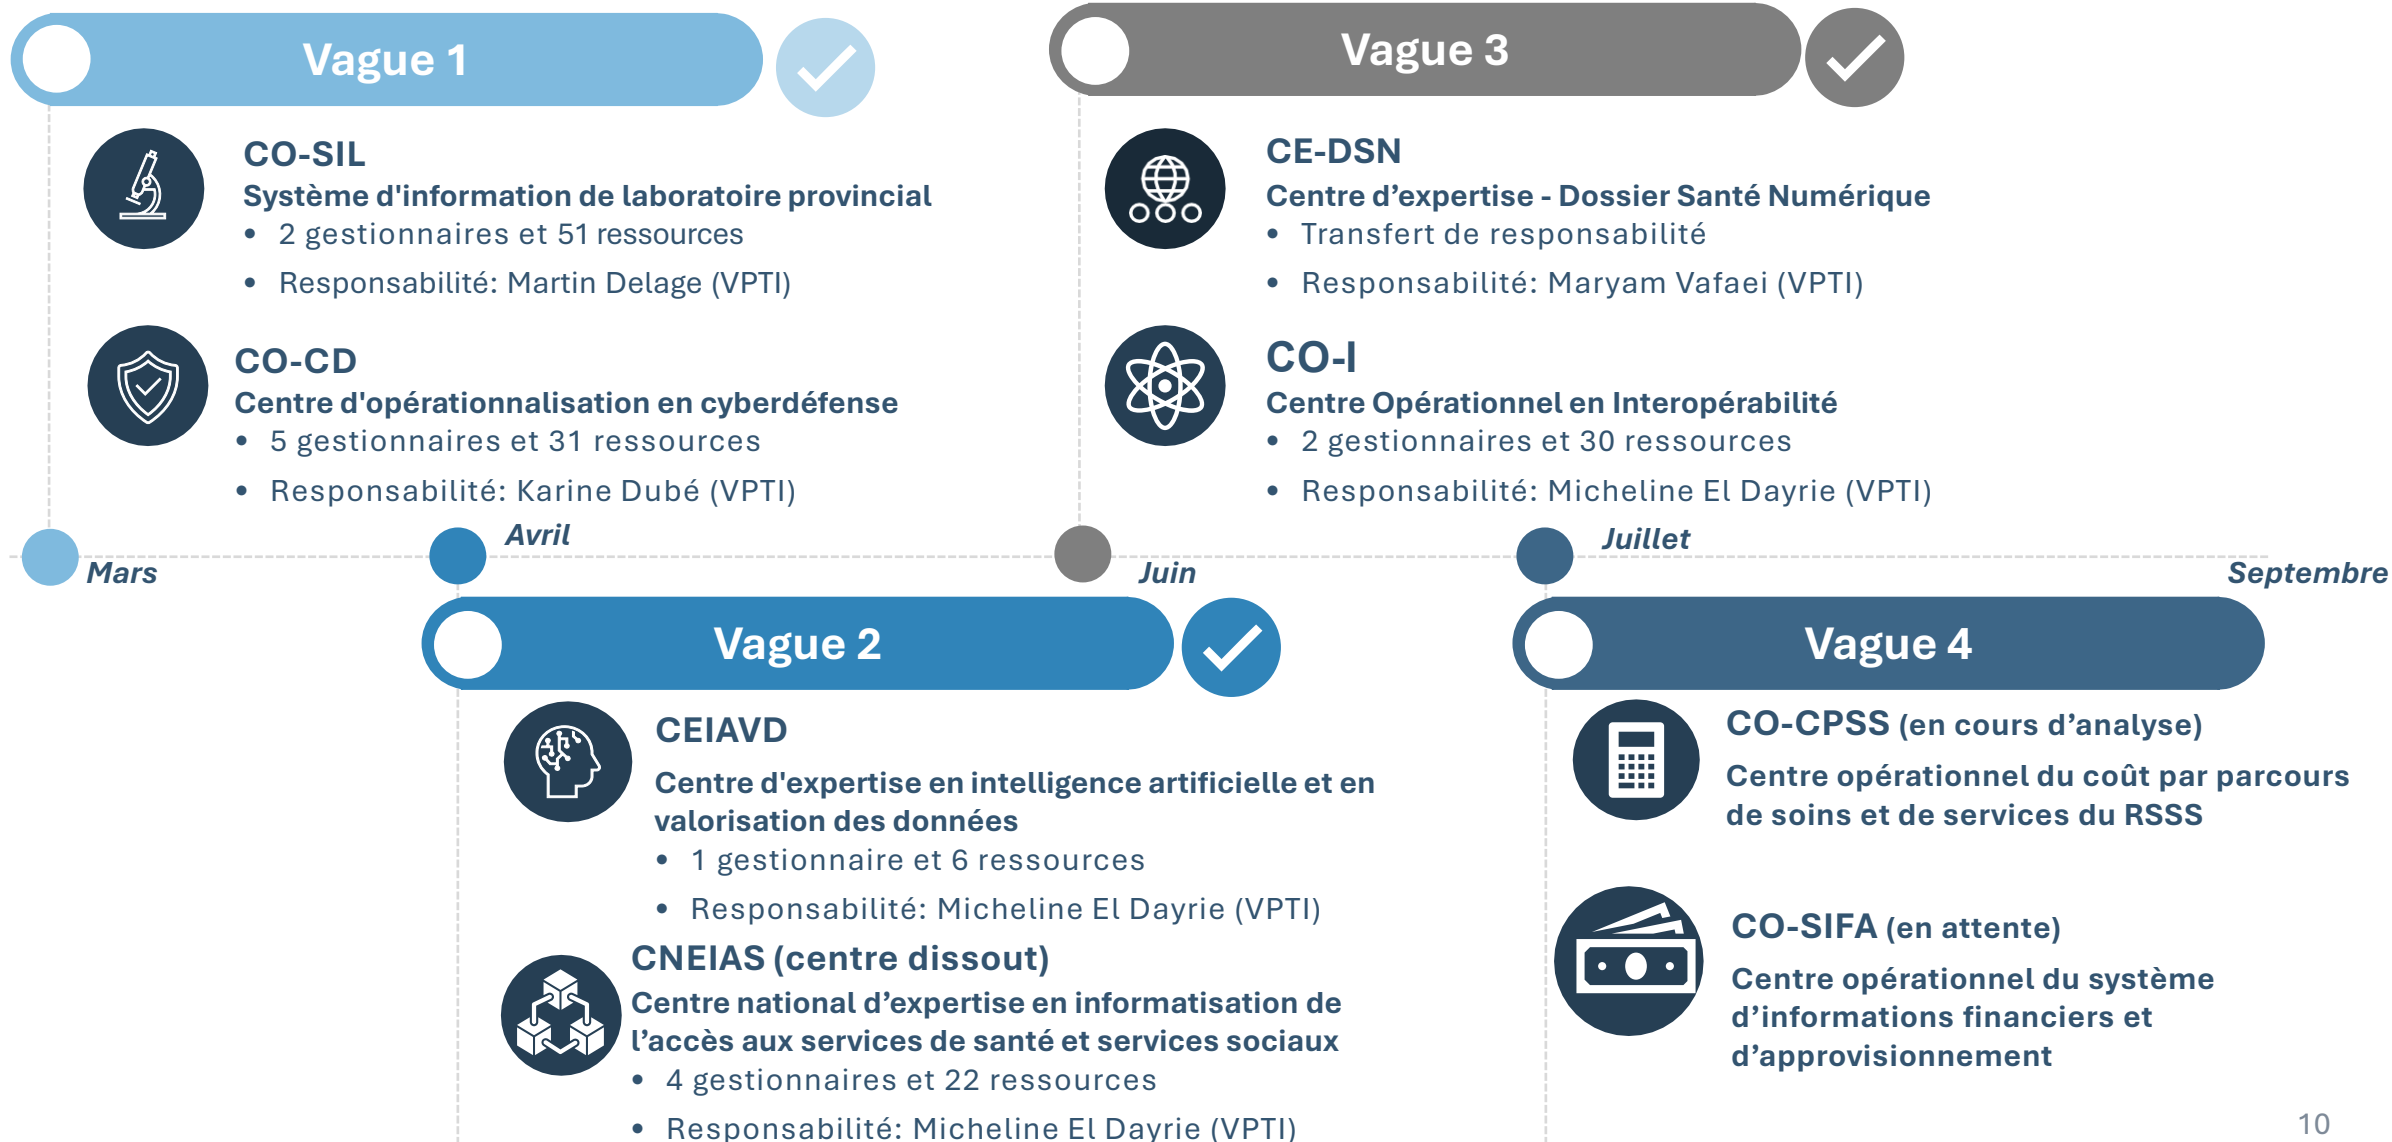 Vague 1
CO-SIL
Système d'information de laboratoire provincial
• 2 gestionnaires et 51 ressources
• Responsabilité: Martin Delage (VPTI)
CO-CD
Centre d'opérationnalisation en cyberdéfense
• 5 gestionnaires et 31 ressources
• Responsabilité: Karine Dubé (VPTI)
Vague 3
CE-DSN
Centre d’expertise - Dossier Santé Numérique
• Transfert de responsabilité
• Responsabilité: Maryam Vafaei (VPTI)
CO-I
Centre Opérationnel en Interopérabilité
• 2 gestionnaires et 30 ressources
• Responsabilité: Micheline El Dayrie (VPTI)
Mars
Avril
Juin
Juillet
Septembre
Vague 2
CEIAVD
Centre d'expertise en intelligence artificielle et en
valorisation des données
• 1 gestionnaire et 6 ressources
• Responsabilité: Micheline El Dayrie (VPTI)
CNEIAS (centre dissout)
Centre national d’expertise en informatisation de
l’accès aux services de santé et services sociaux
• 4 gestionnaires et 22 ressources
• Responsabilité: Micheline El Dayrie (VPTI)
Vague 4
CO-CPSS (en cours d’analyse)
Centre opérationnel du coût par parcours
de soins et de services du RSSS
CO-SIFA (en attente)
Centre opérationnel du système
d’informations financiers et
d’approvisionnement
10